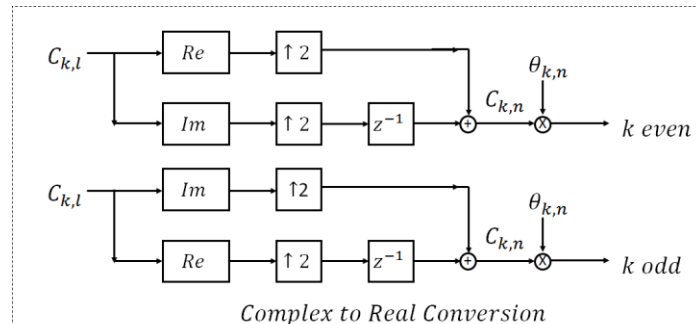 C_{k,l} Re ↑ 2 θ_{k,n}
Im ↑ 2 z^{-1} + C_{k,n} X k even
C_{k,l} Im ↑2 θ_{k,n}
Re ↑ 2 z^{-1} + C_{k,n} X k odd
Complex to Real Conversion